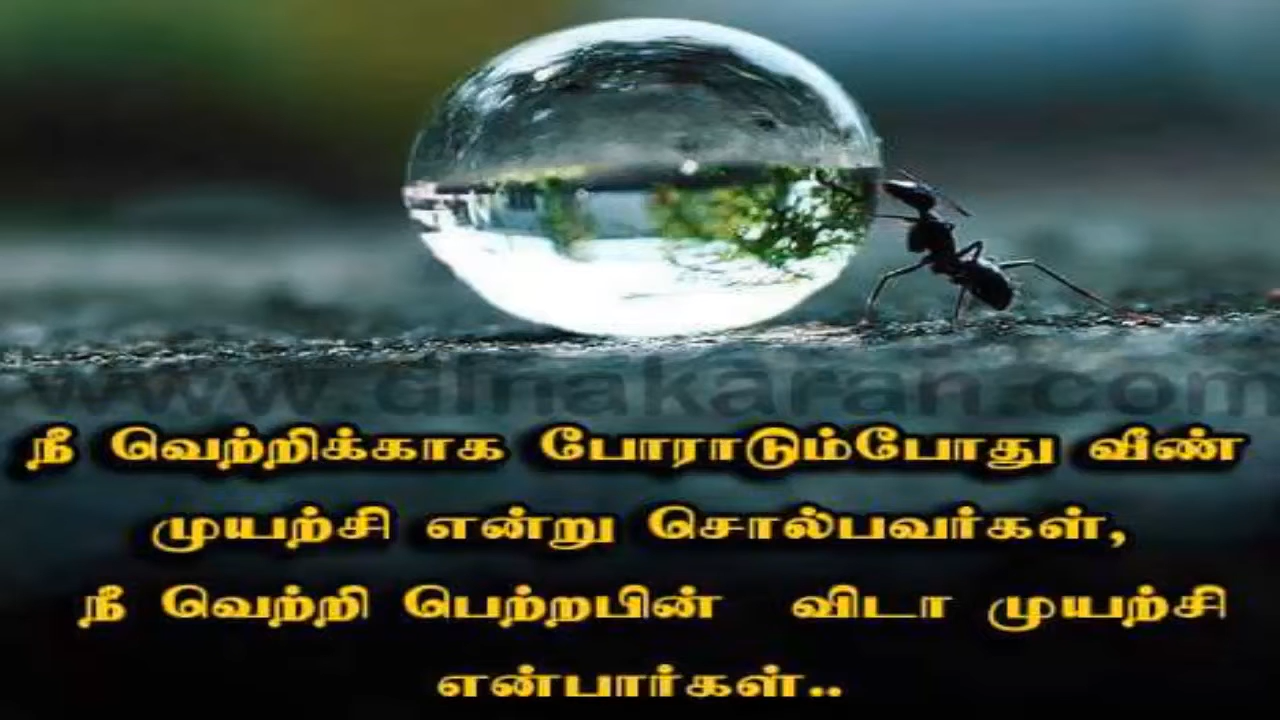 www.dinakaran.com
நீ வெற்றிக்காக போராடும்போது வீண்
முயற்சி என்று சொல்பவர்கள்,
நீ வெற்றி பெற்றபின் விடா முயற்சி
என்பார்கள்..